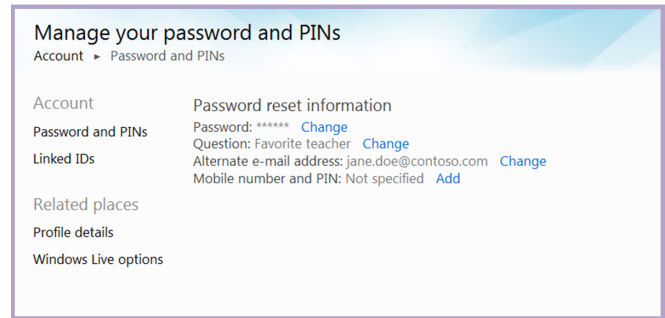 Manage your password and PINs
Account ► Password and PINs
Account
Password and PINs
Linked IDs
Related places
Profile details
Windows Live options
Password reset information
Password: ****** Change
Question: Favorite teacher Change
Alternate e-mail address: jane.doe@contoso.com Change
Mobile number and PIN: Not specified Add